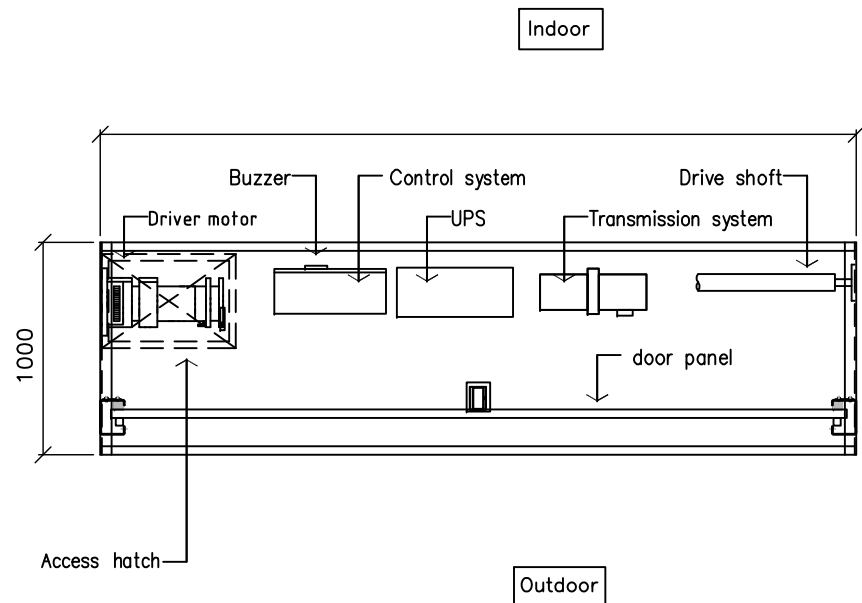 Indoor
Buzzer
Control system
Drive shoft
Driver motor
UPS
Transmission system
1000
door panel
Access hatch
Outdoor